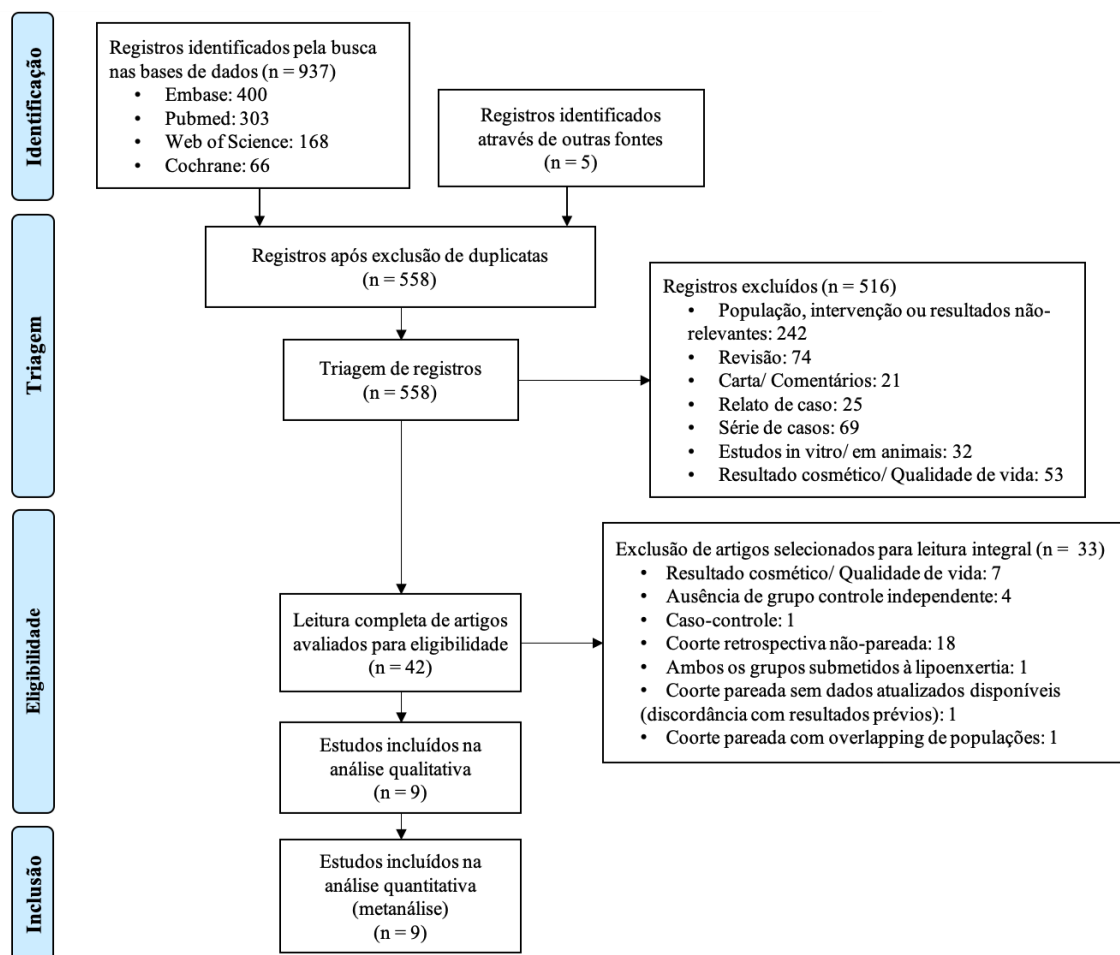 Identificação
Registros identificados pela busca
nas bases de dados (n = 937)
• Embase: 400
• Pubmed: 303
• Web of Science: 168
• Cochrane: 66
Registros identificados
através de outras fontes
(n = 5)
Triagem
Registros após exclusão de duplicatas
(n = 558)
Triagem de registros
(n = 558)
Registros excluídos (n = 516)
• População, intervenção ou resultados não-
relevantes: 242
• Revisão: 74
• Carta/ Comentários: 21
• Relato de caso: 25
• Série de casos: 69
• Estudos in vitro/ em animais: 32
• Resultado cosmético/ Qualidade de vida: 53
Eligibilidade
Leitura completa de artigos
avaliados para eligibilidade
(n = 42)
Exclusão de artigos selecionados para leitura integral (n = 33)
• Resultado cosmético/ Qualidade de vida: 7
• Ausência de grupo controle independente: 4
• Caso-controle: 1
• Coorte retrospectiva não-pareada: 18
• Ambos os grupos submetidos à lipoenxertia: 1
• Coorte pareada sem dados atualizados disponíveis
(discordância com resultados prévios): 1
• Coorte pareada com overlapping de populações: 1
Estudos incluídos na
análise qualitativa
(n = 9)
Inclusão
Estudos incluídos na
análise quantitativa
(metanálise)
(n = 9)